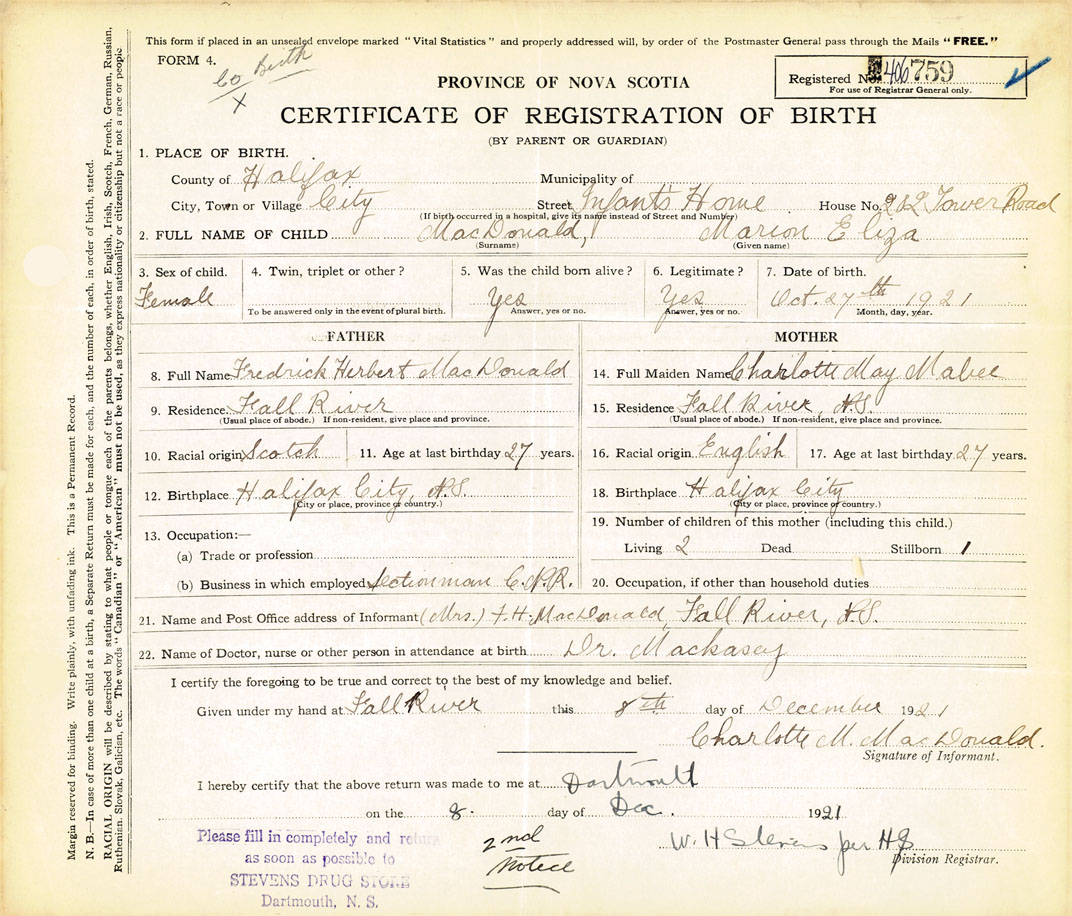 This form if placed in an unsealed envelope marked "Vital Statistics" and properly addressed will, by order of the Postmaster General pass through the Mails "FREE."
FORM 4.
Co Birth
X
Registered No. 406759
For use of Registrar General only.
PROVINCE OF NOVA SCOTIA
CERTIFICATE OF REGISTRATION OF BIRTH
(BY PARENT OR GUARDIAN)
1. PLACE OF BIRTH.
County of Halifax Municipality of
City, Town or Village City Street Infants Home House No. 212 Tower Road
(If birth occurred in a hospital, give its name instead of Street and Number)
2. FULL NAME OF CHILD MacDonald, Marion Eliza
(Surname) (Given name)
3. Sex of child. 4. Twin, triplet or other? 5. Was the child born alive? 6. Legitimate? 7. Date of birth.
Female Yes Yes Oct. 27th 1921
To be answered only in the event of plural birth. Answer, yes or no. Answer, yes or no. Month, day, year.
FATHER
8. Full Name Fredrick Herbert MacDonald
9. Residence Fall River
(Usual place of abode.) If non-resident, give place and province.
10. Racial origin Scotch 11. Age at last birthday 27 years.
12. Birthplace Halifax City, N.S.
(City or place, province or country.)
13. Occupation:—
(a) Trade or profession
(b) Business in which employed Sectionman C.N.R.
MOTHER
14. Full Maiden Name Charlotte May Mabee
15. Residence Fall River, N.S.
(Usual place of abode.) If non-resident, give place and province.
16. Racial origin English 17. Age at last birthday 27 years.
18. Birthplace Halifax City
(City or place, province or country.)
19. Number of children of this mother (including this child.)
Living 2 Dead Stillborn 1
20. Occupation, if other than household duties
21. Name and Post Office address of Informant (Mrs.) F. H. MacDonald, Fall River, N.S.
22. Name of Doctor, nurse or other person in attendance at birth Dr. Mackasey
I certify the foregoing to be true and correct to the best of my knowledge and belief.
Given under my hand at Fall River this 8th day of December 1921
Charlotte M. MacDonald.
Signature of Informant.
I hereby certify that the above return was made to me at Dartmouth
on the 8. day of Dec. 1921
W. H Stevens per HS
Division Registrar.
Please fill in completely and return
as soon as possible to
STEVENS DRUG STORE
Dartmouth, N. S.
2nd
Notice
Margin reserved for binding. Write plainly, with unfading ink. This is a Permanent Record.
N. B.—In case of more than one child at a birth, a Separate Return must be made for each, and the number of each, in order of birth, stated.
RACIAL ORIGIN will be described by stating to what people or tongue each of the parents belongs, whether English, Irish, Scotch, French, German, Russian,
Ruthenian, Slovak, Galician, etc. The words "Canadian" or "American" must not be used, as they express nationality or citizenship but not a race or people